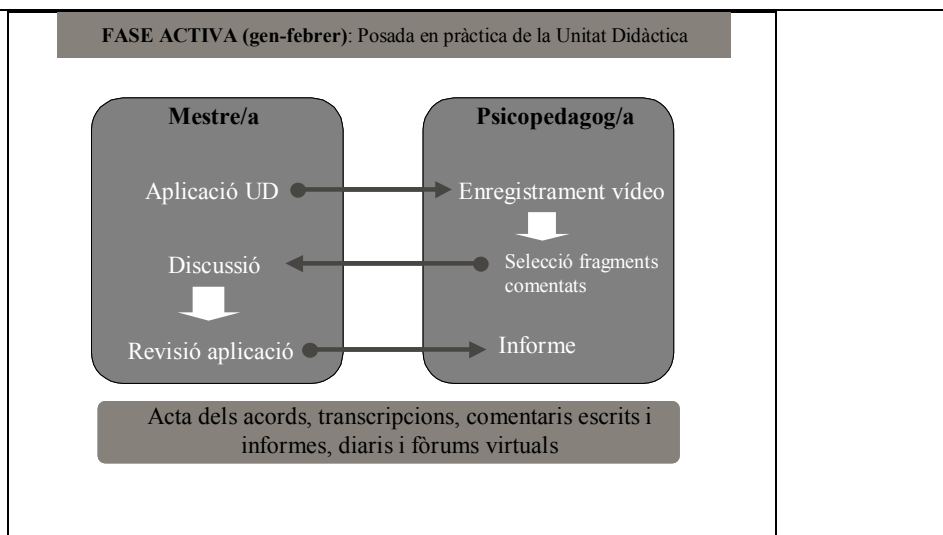 FASE ACTIVA (gen-febrer): Posada en pràctica de la Unitat Didàctica
Mestre/a
Psicopedagog/a
Aplicació UD
Enregistrament vídeo
Discussió
Selecció fragments
comentats
Revisió aplicació
Informe
Acta dels acords, transcripcions, comentaris escrits i
informes, diaris i fòrums virtuals